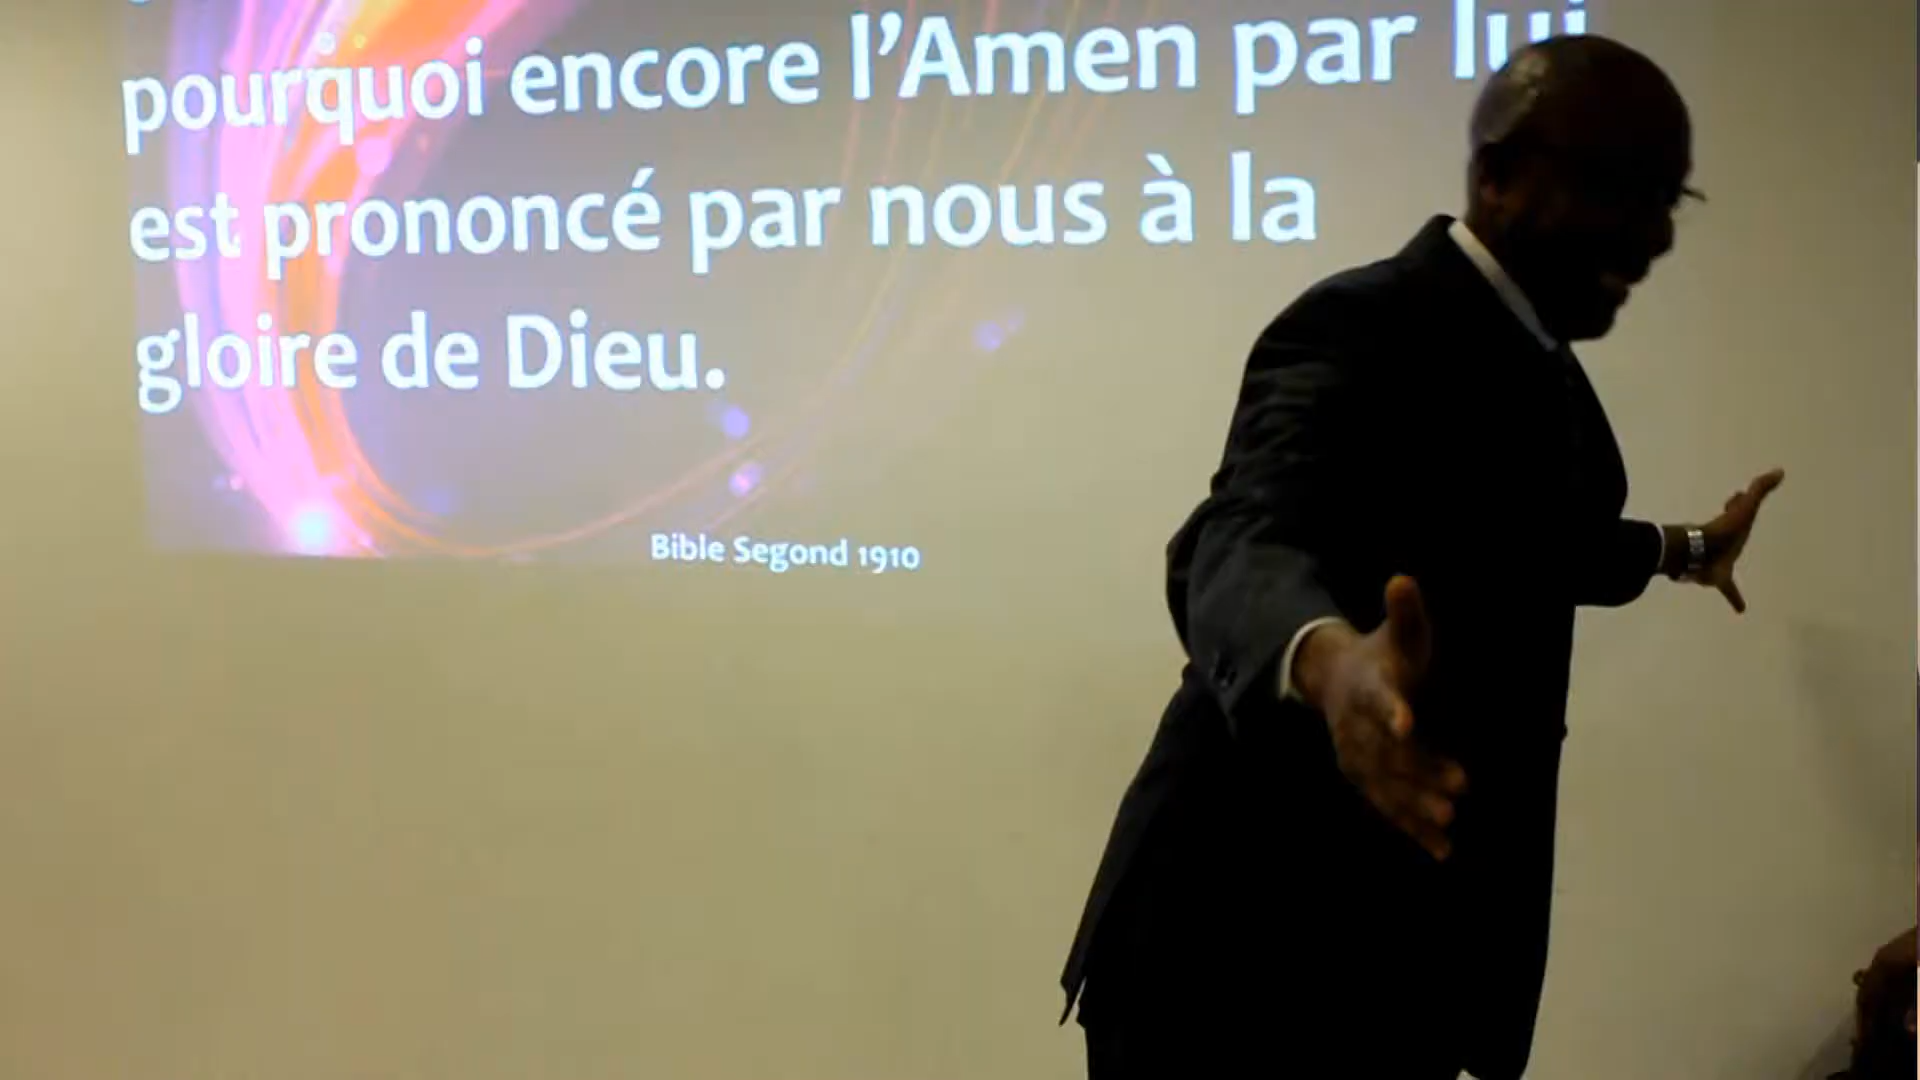 pourquoi encore l'Amen par lui
est prononcé par nous à la
gloire de Dieu.
Bible Segond 1910